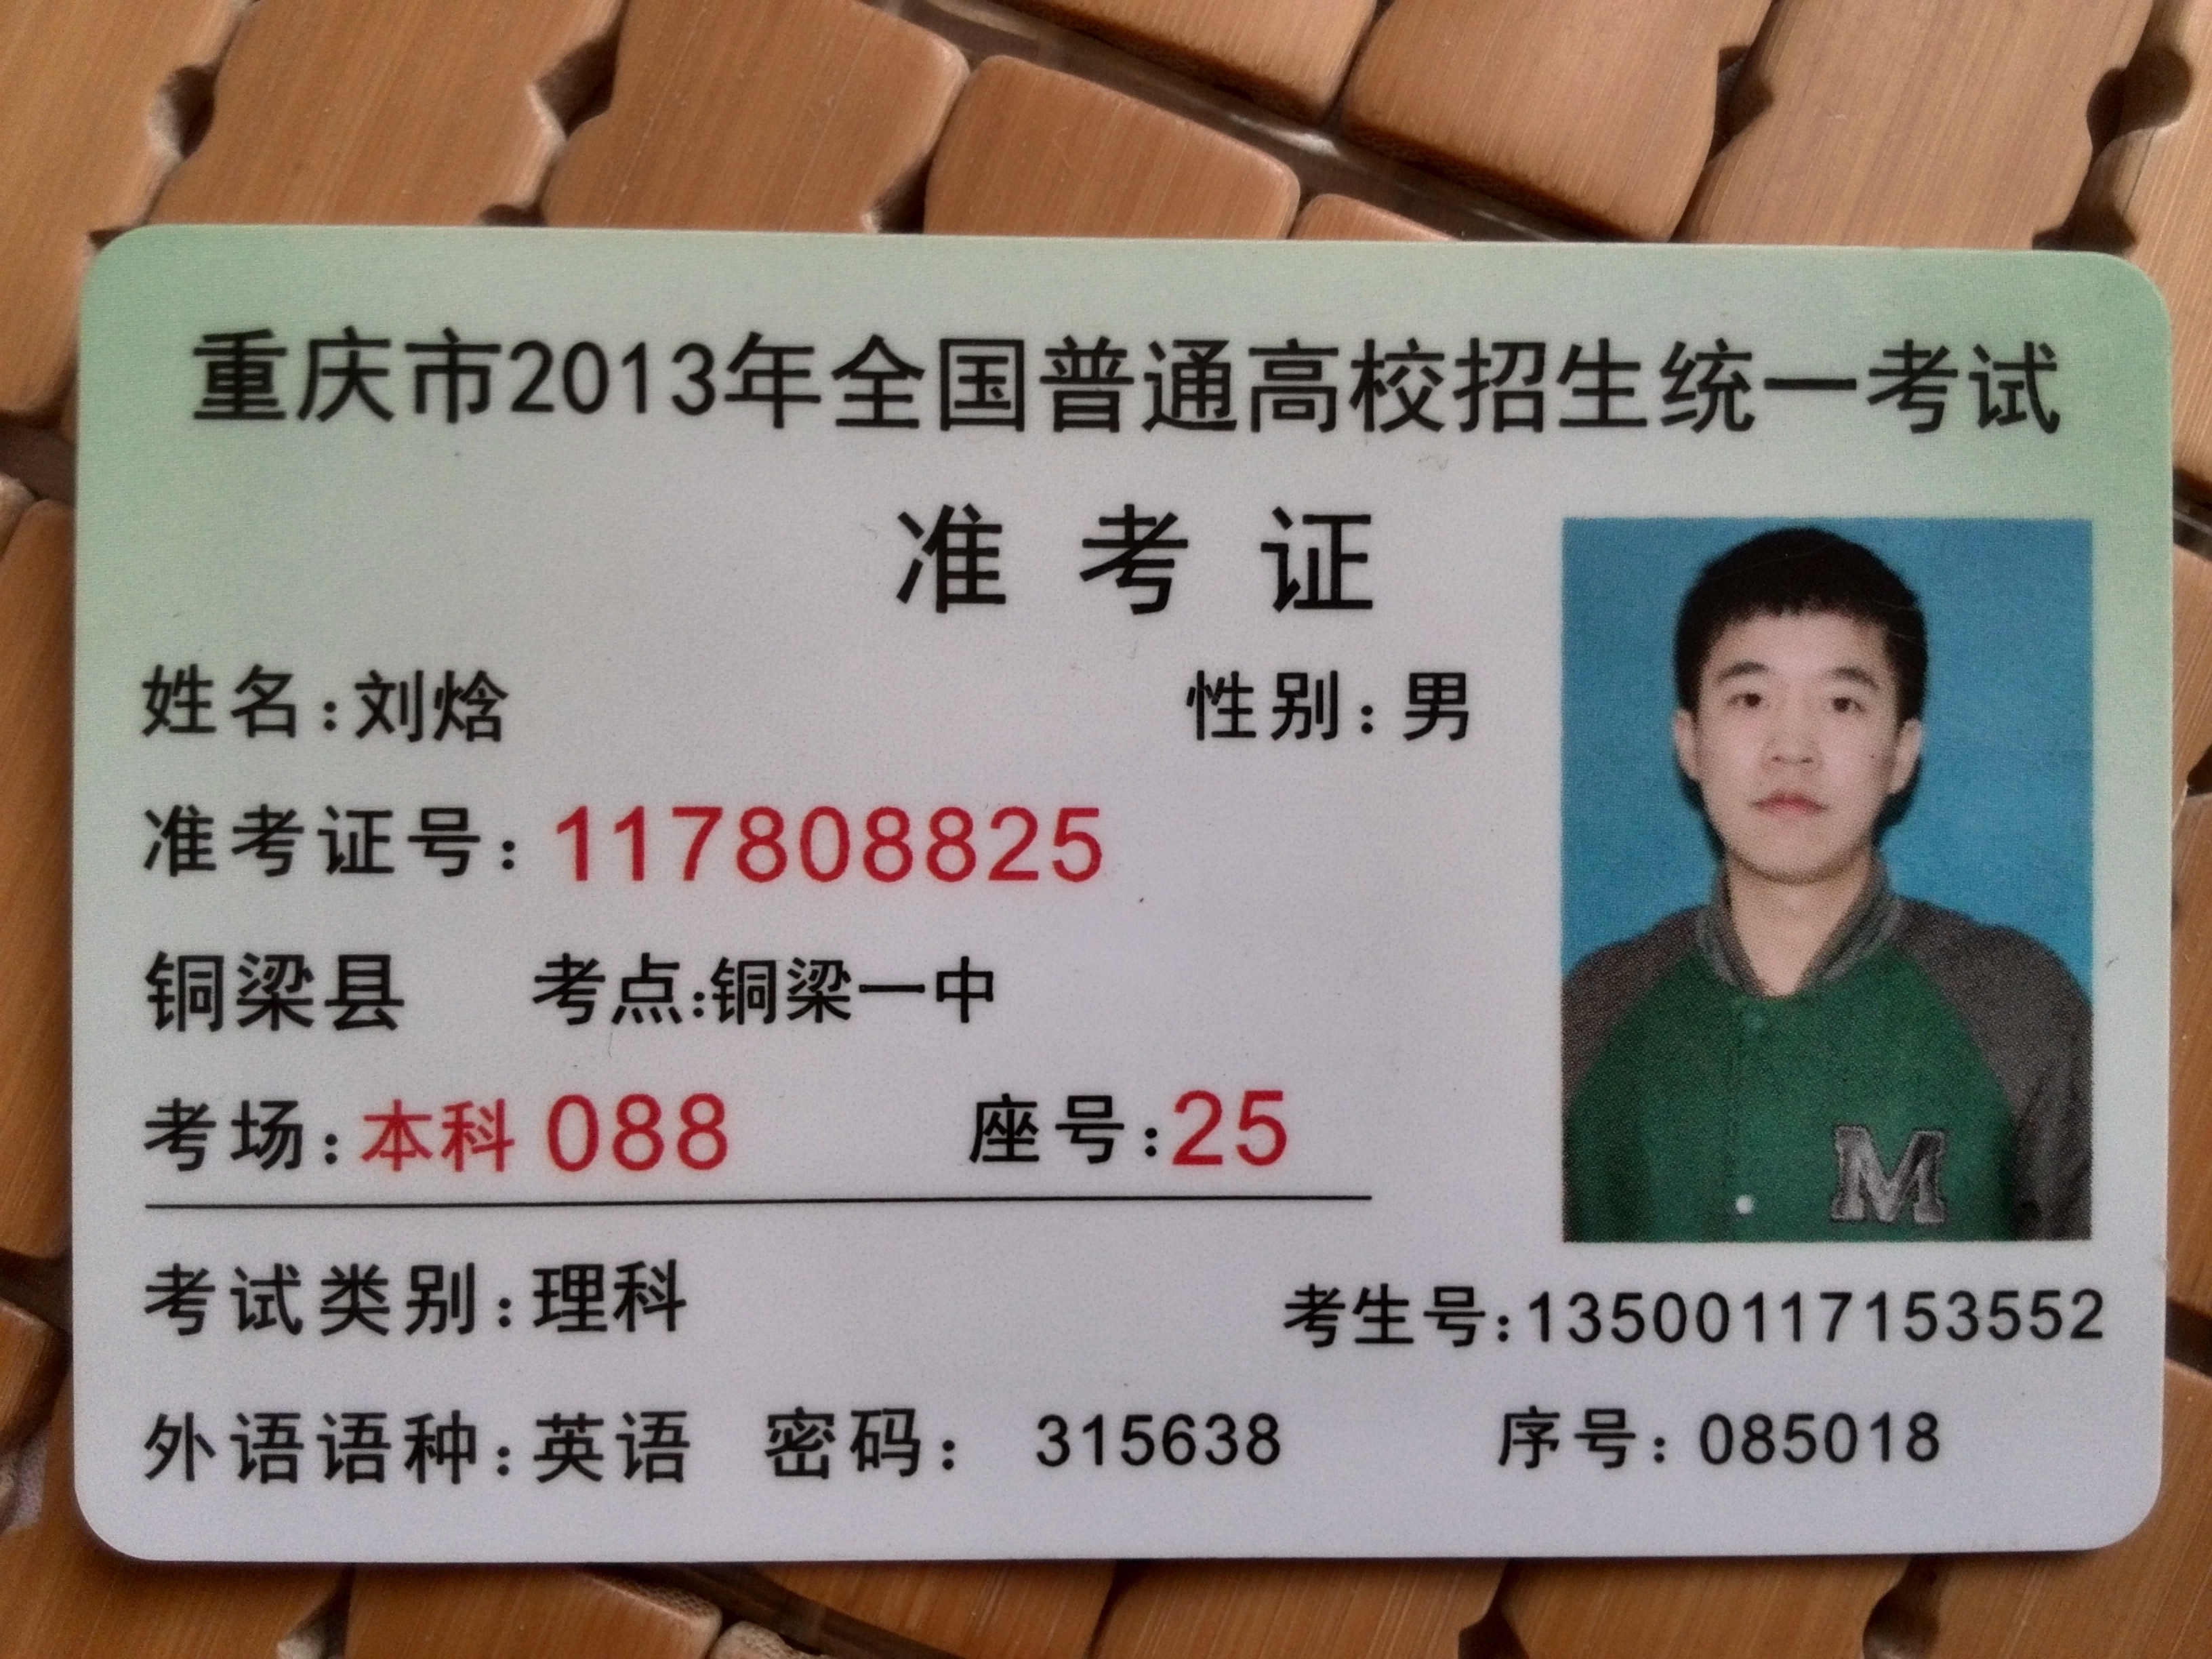 重庆市2013年全国普通高校招生统一考试
准考证
姓名:刘焓 性别:男
准考证号:117808825
铜梁县 考点:铜梁一中
考场:本科 088 座号:25
M
考试类别:理科 考生号:13500117153552
外语语种:英语 密码: 315638 序号: 085018